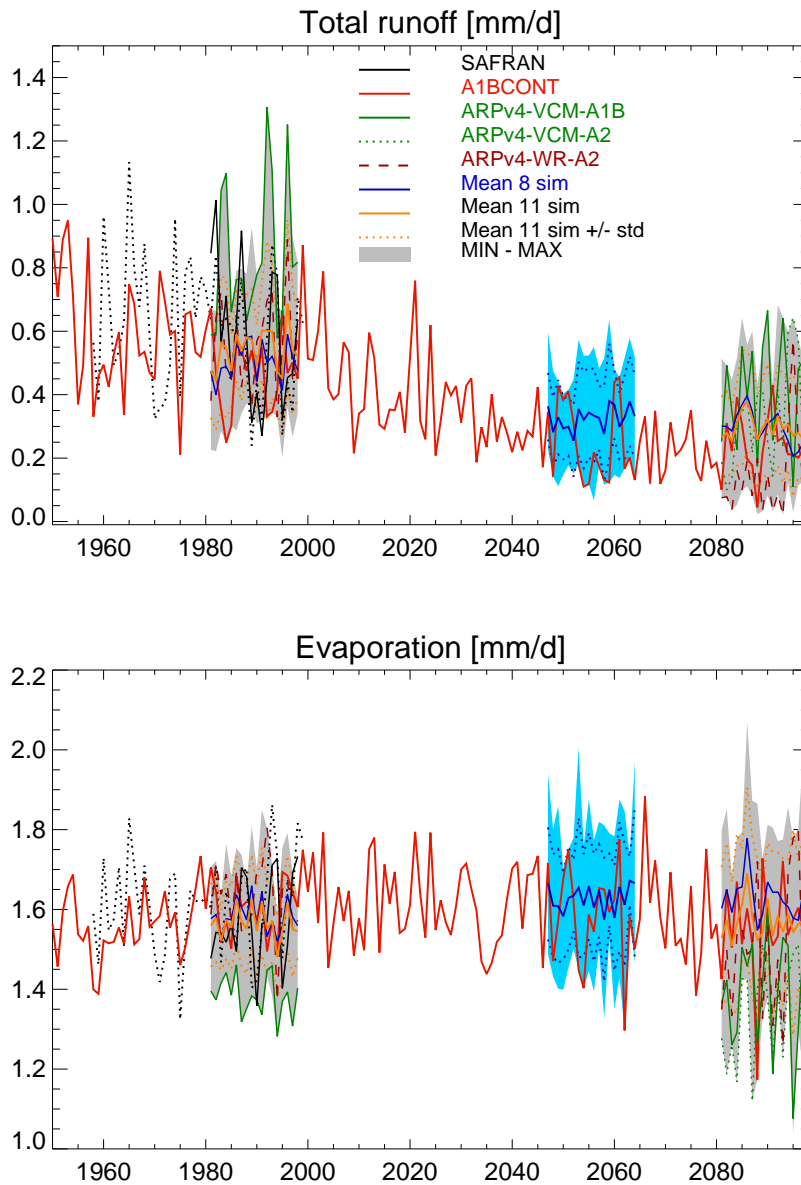 Total runoff [mm/d]
SAFRAN
A1BCONT
ARPv4-VCM-A1B
ARPv4-VCM-A2
ARPv4-WR-A2
Mean 8 sim
Mean 11 sim
Mean 11 sim +/- std
MIN - MAX
1.4
1.2
1.0
0.8
0.6
0.4
0.2
0.0
1960 1980 2000 2020 2040 2060 2080
Evaporation [mm/d]
2.2
2.0
1.8
1.6
1.4
1.2
1.0
1960 1980 2000 2020 2040 2060 2080